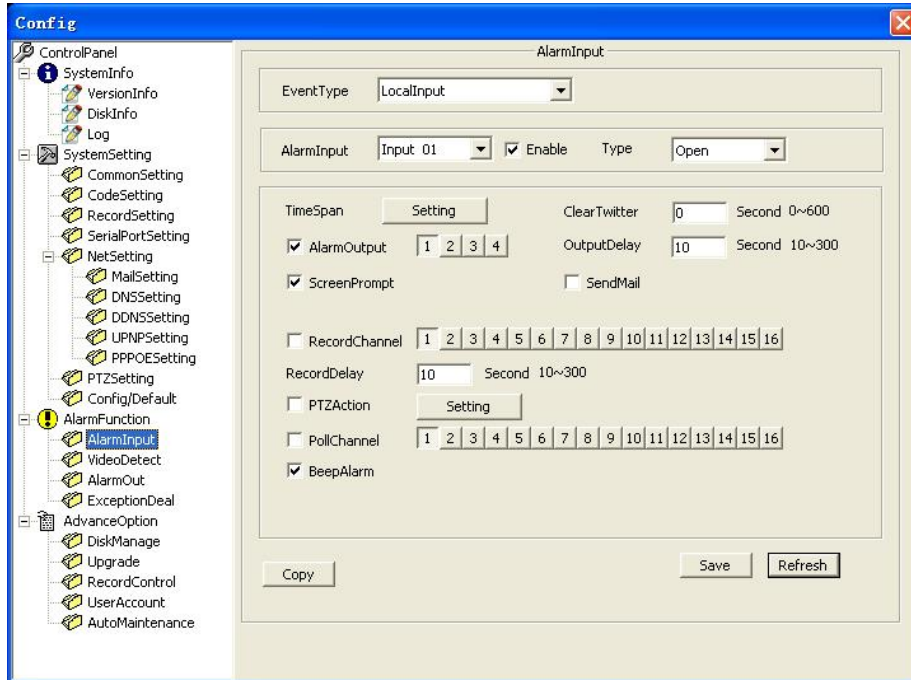 Config
ControlPanel
SystemInfo
VersionInfo
DiskInfo
Log
SystemSetting
CommonSetting
CodeSetting
RecordSetting
SerialPortSetting
NetSetting
MailSetting
DNSSetting
DDNSSetting
UPNPSetting
PPPOESetting
PTZSetting
Config/Default
AlarmFunction
AlarmInput
VideoDetect
AlarmOut
ExceptionDeal
AdvanceOption
DiskManage
Upgrade
RecordControl
UserAccount
AutoMaintenance
AlarmInput
EventType LocalInput
AlarmInput Input 01 Enable Type Open
TimeSpan Setting ClearTwitter 0 Second 0~600
AlarmOutput 1 2 3 4 OutputDelay 10 Second 10~300
ScreenPrompt SendMail
RecordChannel 1 2 3 4 5 6 7 8 9 10 11 12 13 14 15 16
RecordDelay 10 Second 10~300
PTZAction Setting
PollChannel 1 2 3 4 5 6 7 8 9 10 11 12 13 14 15 16
BeepAlarm
Copy Save Refresh